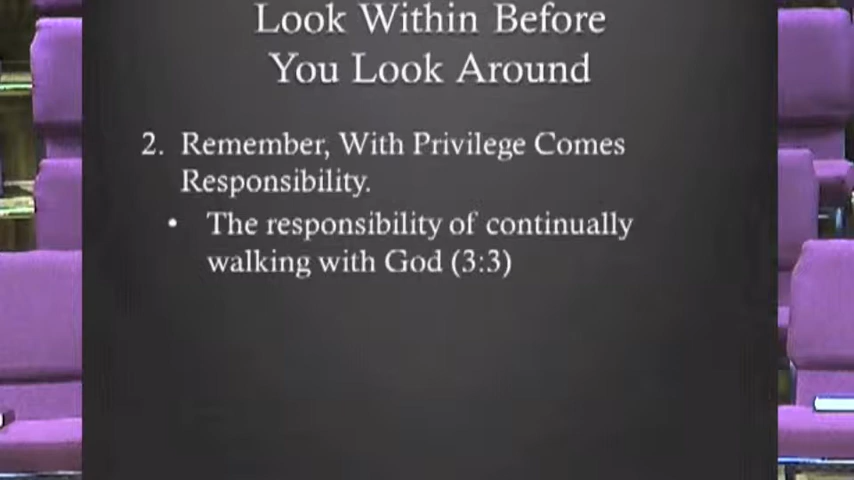 Look Within Before
You Look Around
2. Remember, With Privilege Comes
Responsibility.
• The responsibility of continually
walking with God (3:3)